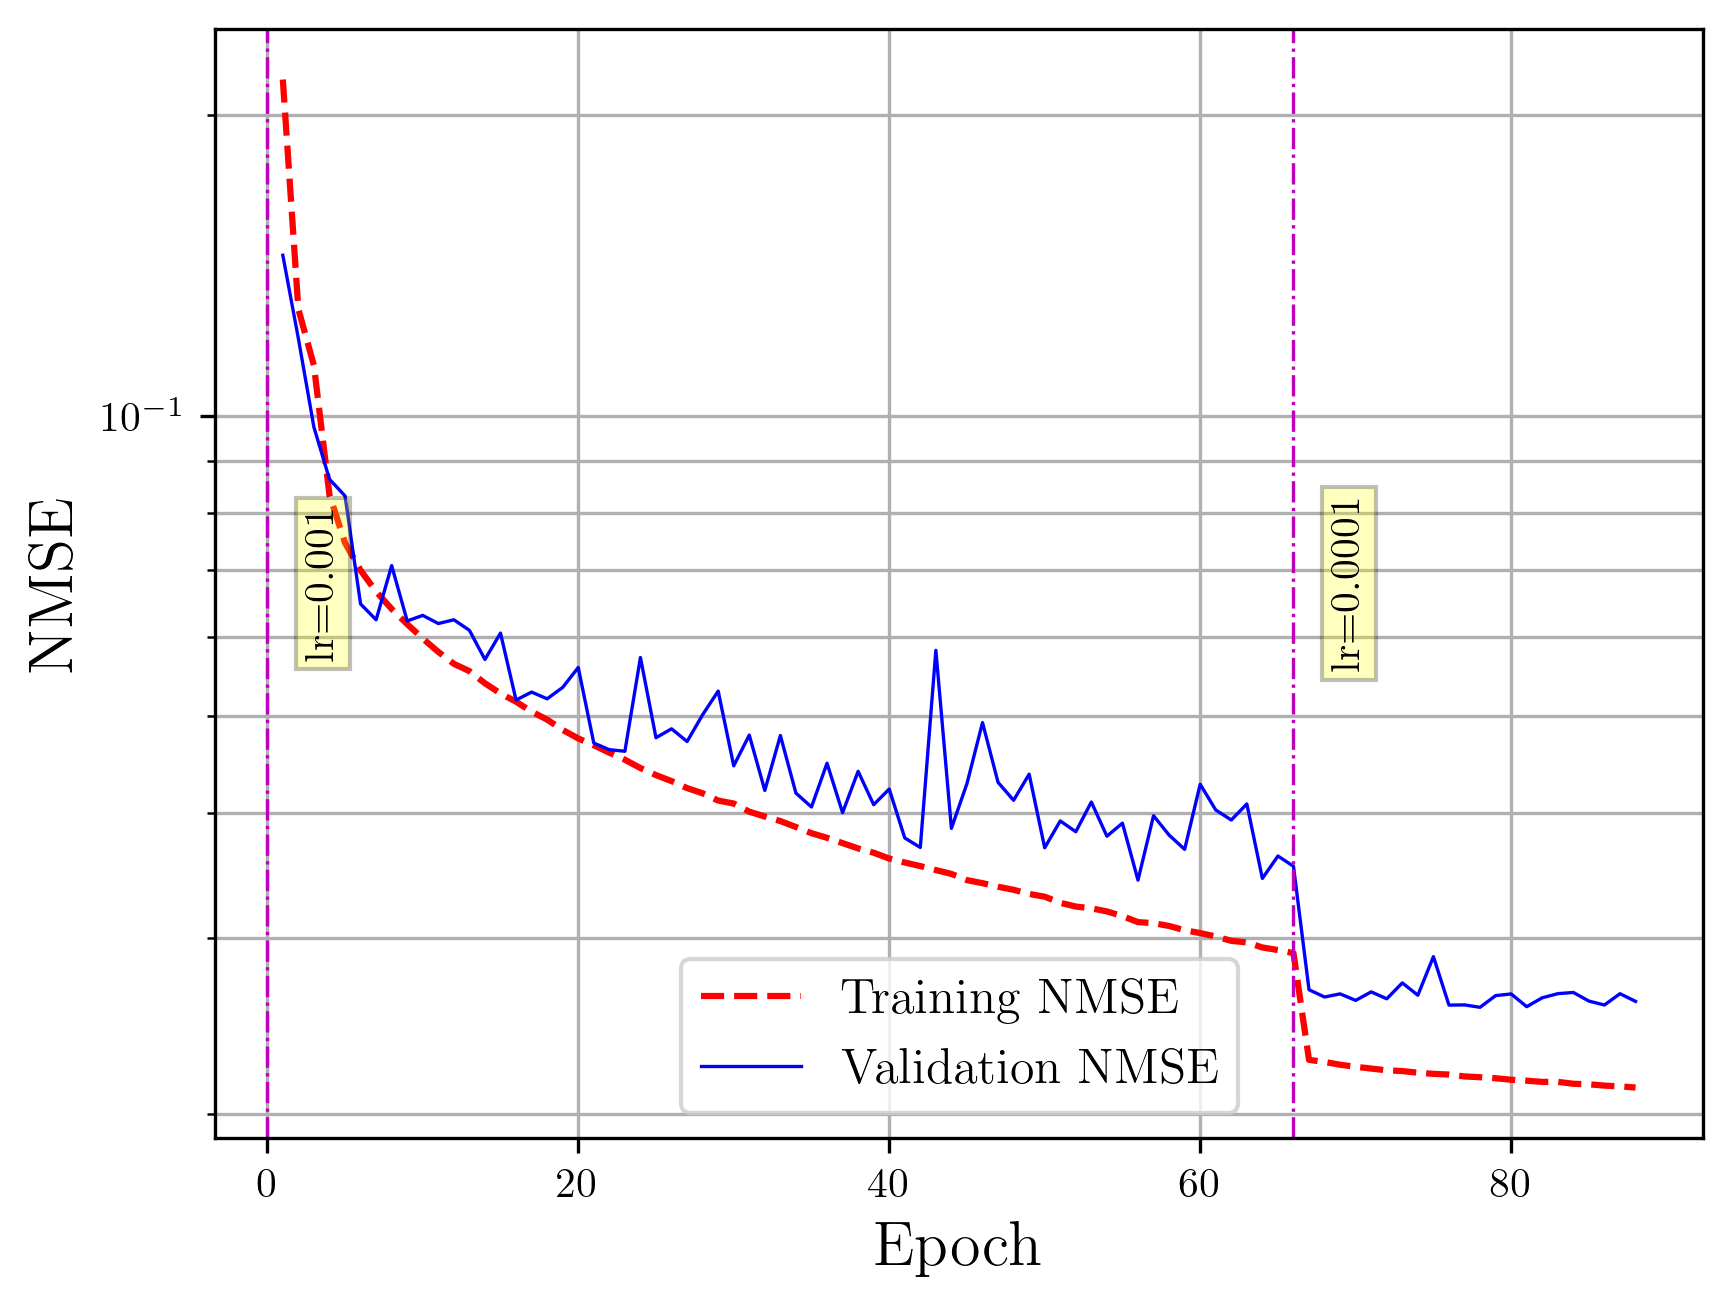 NMSE
10⁻¹
lr=0.001
lr=0.0001
Training NMSE
Validation NMSE
0 20 40 60 80
Epoch